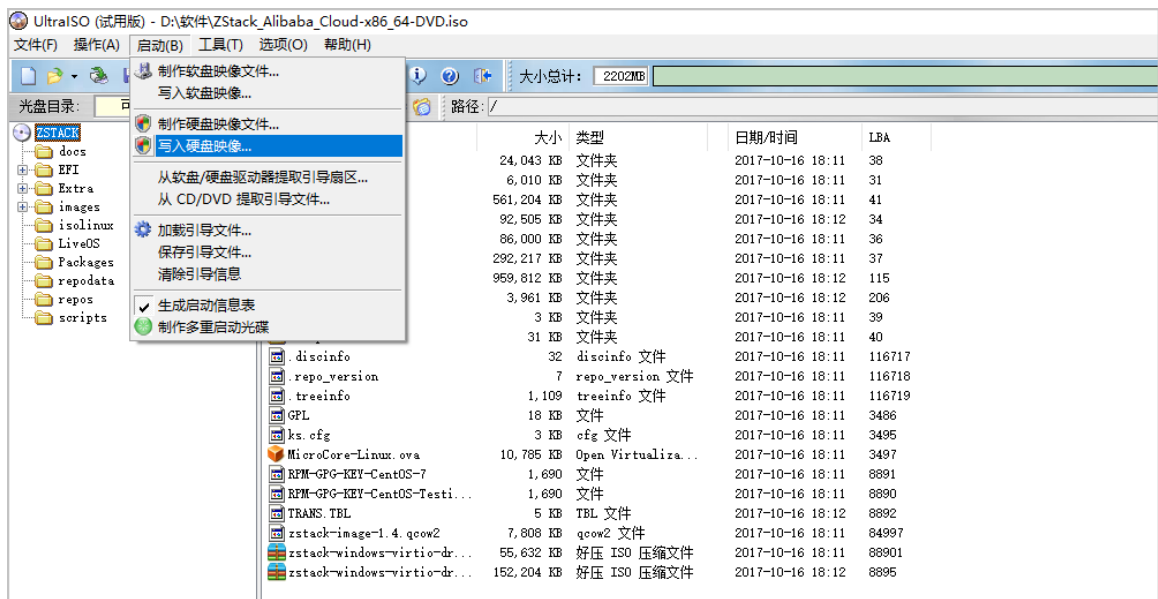 UltraISO (试用版) - D:\软件\ZStack_Alibaba_Cloud-x86_64-DVD.iso
文件(F) 操作(A) 启动(B) 工具(T) 选项(O) 帮助(H)
大小总计: 2202MB
光盘目录: 可
路径: /
制作软盘映像文件...
写入软盘映像...
制作硬盘映像文件...
写入硬盘映像...
从软盘/硬盘驱动器提取引导扇区...
从 CD/DVD 提取引导文件...
加载引导文件...
保存引导文件...
清除引导信息
生成启动信息表
制作多重启动光碟
ZSTACK
docs
EFI
Extra
images
isolinux
LiveOS
Packages
repodata
repos
scripts
大小 类型 日期/时间 LBA
24,043 KB 文件夹 2017-10-16 18:11 38
6,010 KB 文件夹 2017-10-16 18:11 31
561,204 KB 文件夹 2017-10-16 18:11 41
92,505 KB 文件夹 2017-10-16 18:12 34
86,000 KB 文件夹 2017-10-16 18:11 36
292,217 KB 文件夹 2017-10-16 18:11 37
959,812 KB 文件夹 2017-10-16 18:12 115
3,961 KB 文件夹 2017-10-16 18:12 206
3 KB 文件夹 2017-10-16 18:11 39
31 KB 文件夹 2017-10-16 18:11 40
.discinfo 32 discinfo 文件 2017-10-16 18:11 116717
.repo_version 7 repo_version 文件 2017-10-16 18:11 116718
.treeinfo 1,109 treeinfo 文件 2017-10-16 18:11 116719
GPL 18 KB 文件 2017-10-16 18:11 3486
ks.cfg 3 KB cfg 文件 2017-10-16 18:11 3495
MicroCore-Linux.ova 10,785 KB Open Virtualiza... 2017-10-16 18:11 3497
RPM-GPG-KEY-CentOS-7 1,690 文件 2017-10-16 18:11 8891
RPM-GPG-KEY-CentOS-Testi... 1,690 文件 2017-10-16 18:11 8890
TRANS.TBL 5 KB TBL 文件 2017-10-16 18:12 8892
zstack-image-1.4.qcow2 7,808 KB qcow2 文件 2017-10-16 18:11 84997
zstack-windows-virtio-dr... 55,632 KB 好压 ISO 压缩文件 2017-10-16 18:11 88901
zstack-windows-virtio-dr... 152,204 KB 好压 ISO 压缩文件 2017-10-16 18:12 8895